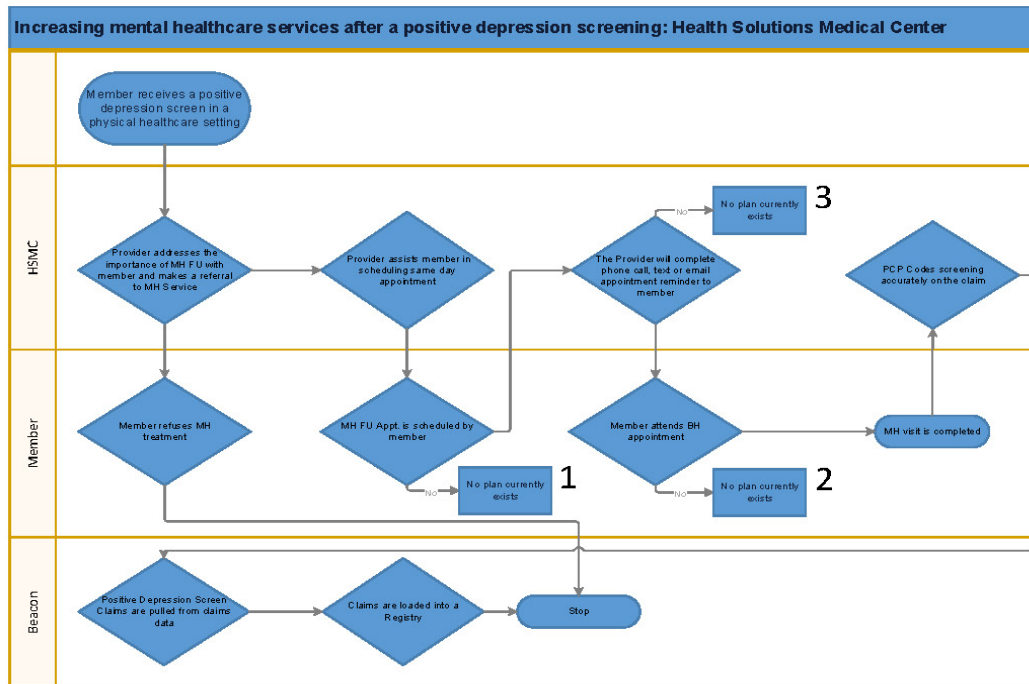 Increasing mental healthcare services after a positive depression screening: Health Solutions Medical Center
Member receives a positive
depression screen in a
physical healthcare setting
HSMC
Provider addresses the
importance of MH FU with
member and makes a referral
to MH Service
Provider assists member in
scheduling same day
appointment
The Provider will complete
phone call, text or email
appointment reminder to
member
No
No plan currently
exists
3
PCP Codes screening
accurately on the claim
Member
Member refuses MH
treatment
MH FU Appt. is scheduled by
member
No
No plan currently
exists
1
Member attends BH
appointment
No
No plan currently
exists
2
MH visit is completed
Beacon
Positive Depression Screen
Claims are pulled from claims
data
Claims are loaded into a
Registry
Stop